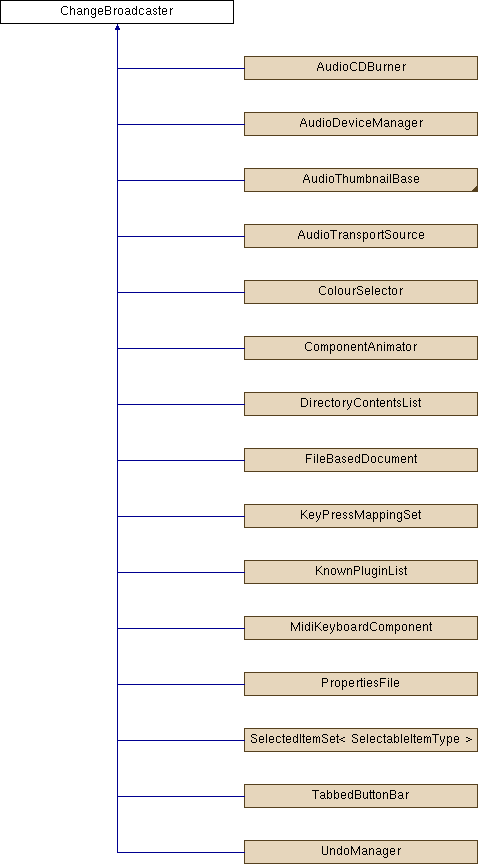 ChangeBroadcaster
AudioCDBurner
AudioDeviceManager
AudioThumbnailBase
AudioTransportSource
ColourSelector
ComponentAnimator
DirectoryContentsList
FileBasedDocument
KeyPressMappingSet
KnownPluginList
MidiKeyboardComponent
PropertiesFile
SelectedItemSet< SelectableItemType >
TabbedButtonBar
UndoManager